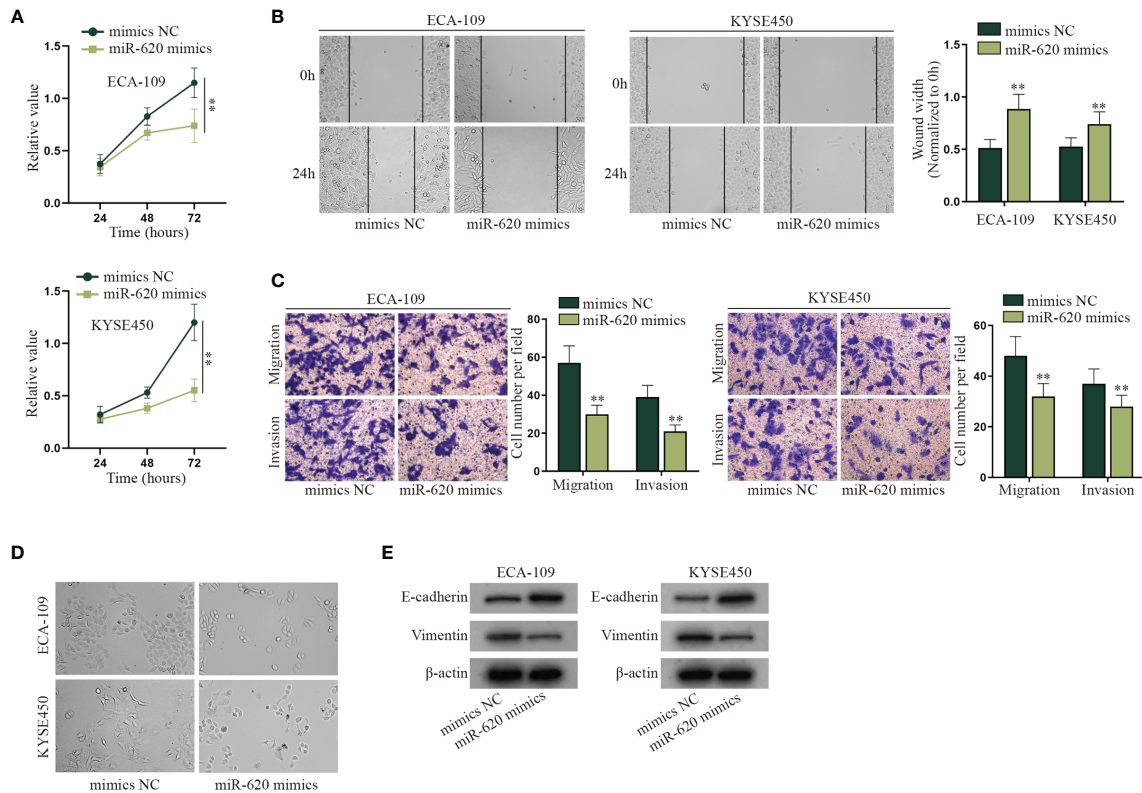 A
mimics NC
miR-620 mimics
ECA-109
Relative value
1.5
1.0
0.5
0.0
**
24 48 72
Time (hours)
mimics NC
miR-620 mimics
KYSE450
Relative value
1.5
1.0
0.5
0.0
**
24 48 72
Time (hours)
B
ECA-109
0h
24h
mimics NC miR-620 mimics
KYSE450
0h
24h
mimics NC miR-620 mimics
mimics NC
miR-620 mimics
Wound width
(Normalized to 0h)
1.5
1.0
0.5
0.0
** **
ECA-109 KYSE450
C
ECA-109
Migration
Invasion
mimics NC miR-620 mimics
mimics NC
miR-620 mimics
Cell number per field
80
60
40
20
0
** **
Migration Invasion
KYSE450
Migration
Invasion
mimics NC miR-620 mimics
mimics NC
miR-620 mimics
Cell number per field
60
40
20
0
** **
Migration Invasion
D
ECA-109
KYSE450
mimics NC miR-620 mimics
E
ECA-109
E-cadherin
Vimentin
β-actin
mimics NC
miR-620 mimics
KYSE450
E-cadherin
Vimentin
β-actin
mimics NC
miR-620 mimics